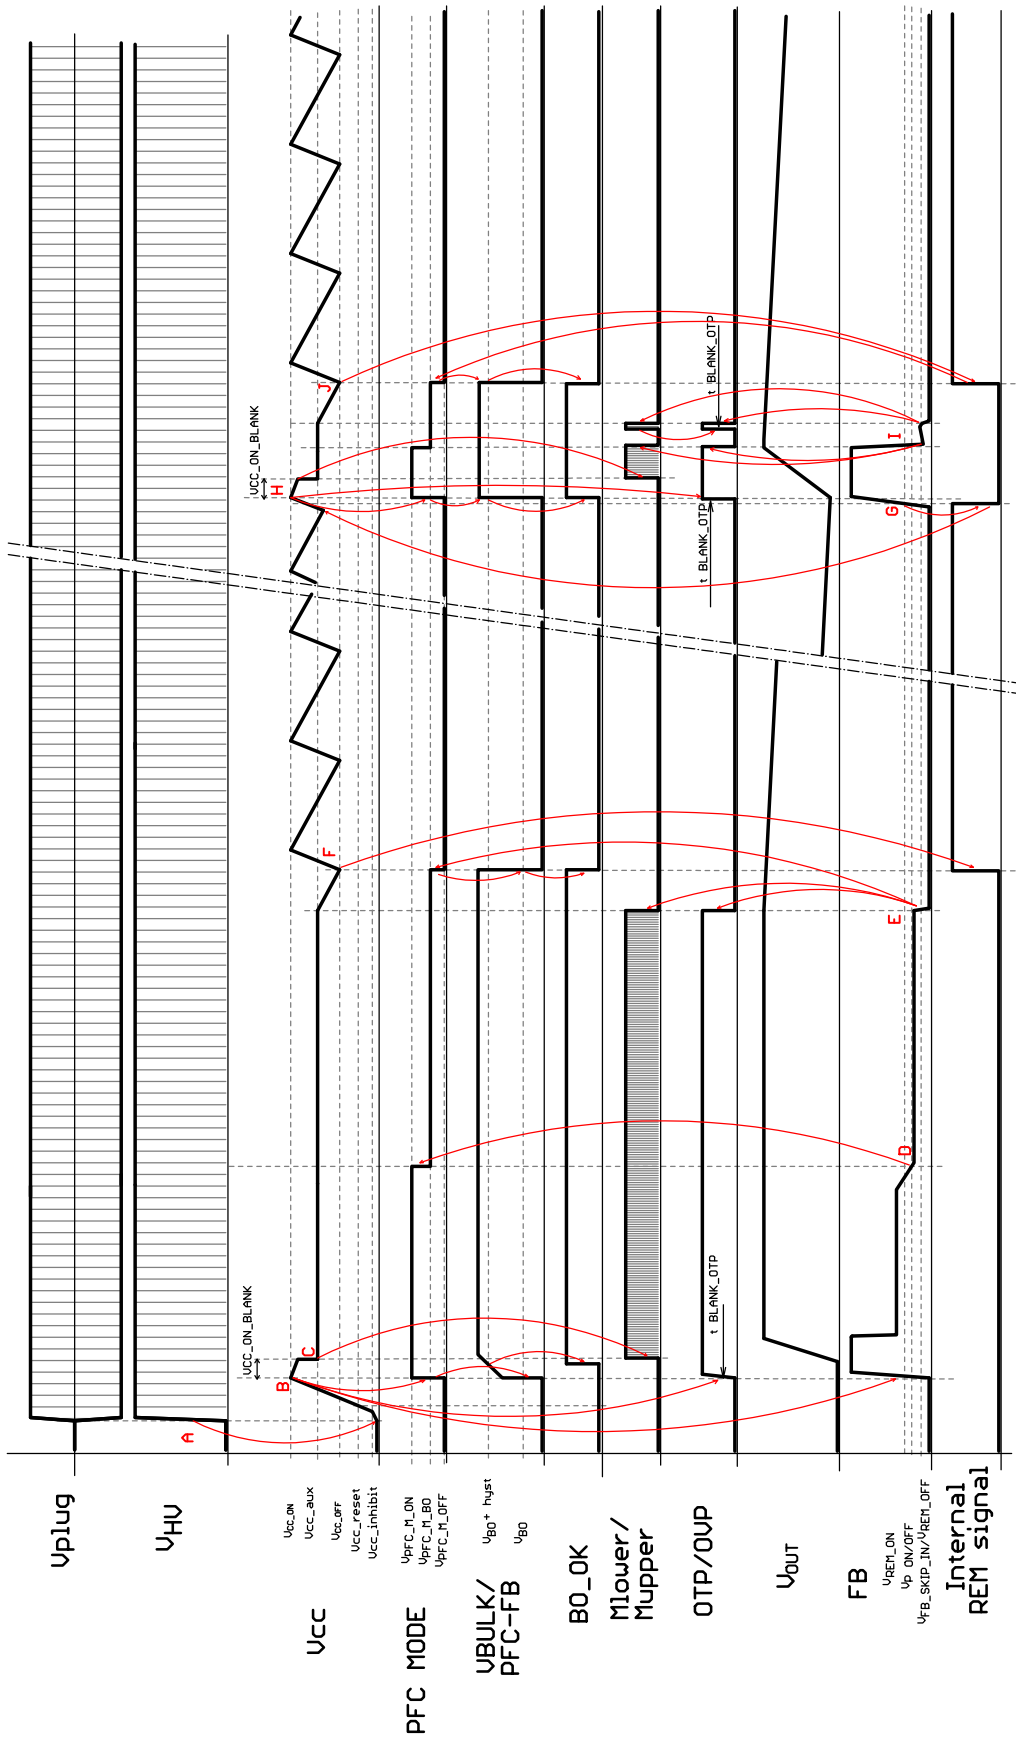 Vplug
VHV
Vcc
VCC_ON
Vcc_aux
VCC_OFF
Vcc_reset
Vcc_inhibit
PFC MODE
VPFC_M_ON
VPFC_M_BO
VPFC_M_OFF
VBULK/
PFC-FB
VBO+ hyst
VBO
BO_OK
Mlower/
Mupper
OTP/OVP
VOUT
FB
VREM_ON
VP ON/OFF
VFB_SKIP_IN/VREM_OFF
Internal
REM signal
A
B
C
D
E
F
G
H
I
J
VCC_ON_BLANK
VCC_ON_BLANK
t BLANK_OTP
t BLANK_OTP
t BLANK_OTP